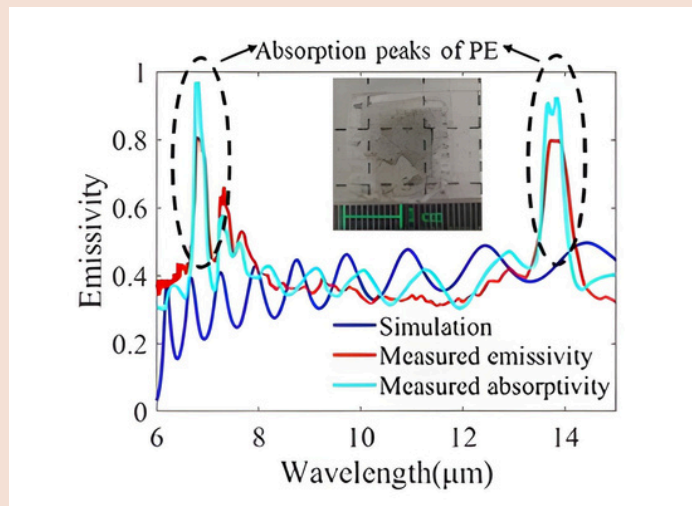 Absorption peaks of PE
1
0.8
0.6
0.4
0.2
0
Emissivity
Simulation
Measured emissivity
Measured absorptivity
6 8 10 12 14
Wavelength(μm)